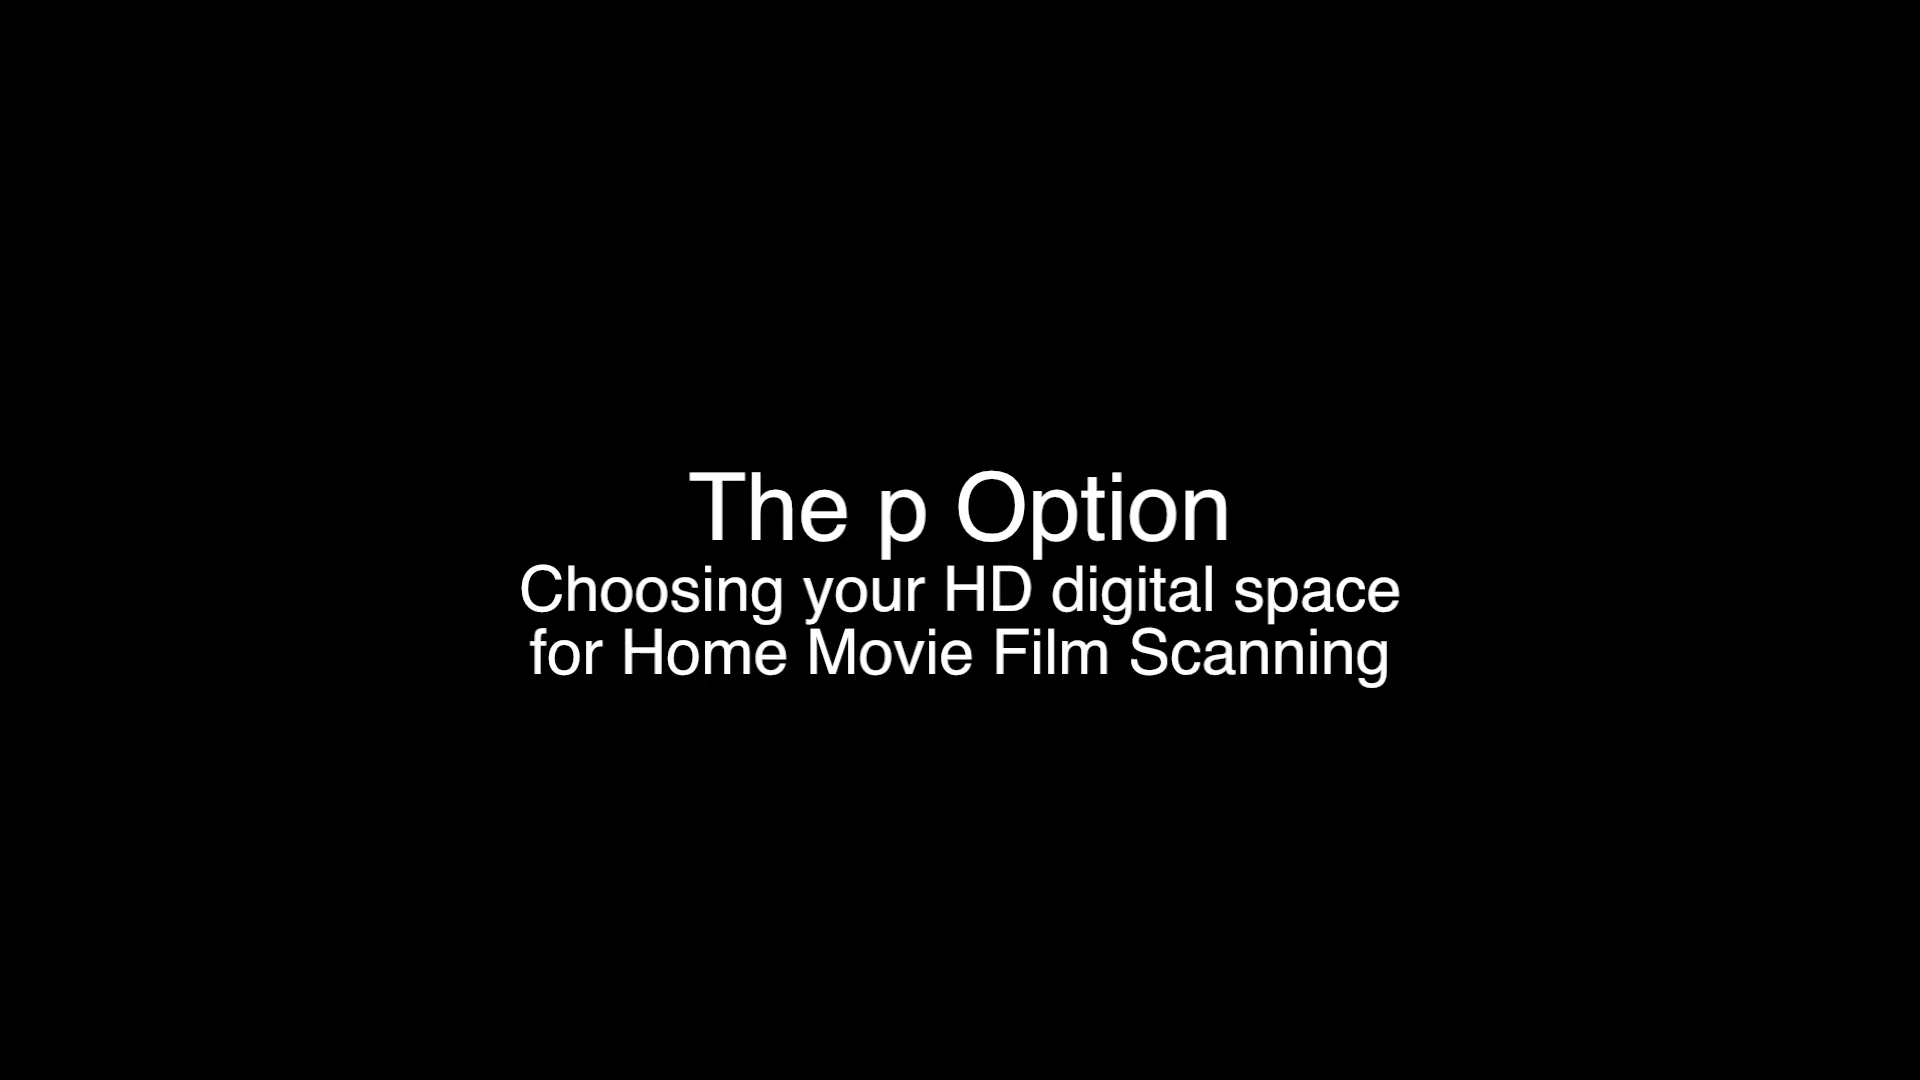 The p Option
Choosing your HD digital space
for Home Movie Film Scanning